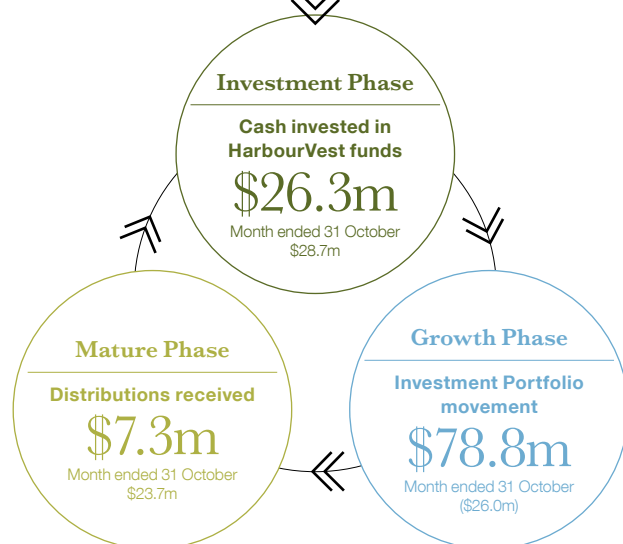 Investment Phase
Cash invested in
HarbourVest funds
$26.3m
Month ended 31 October
$28.7m
Mature Phase
Distributions received
$7.3m
Month ended 31 October
$23.7m
Growth Phase
Investment Portfolio
movement
$78.8m
Month ended 31 October
($26.0m)